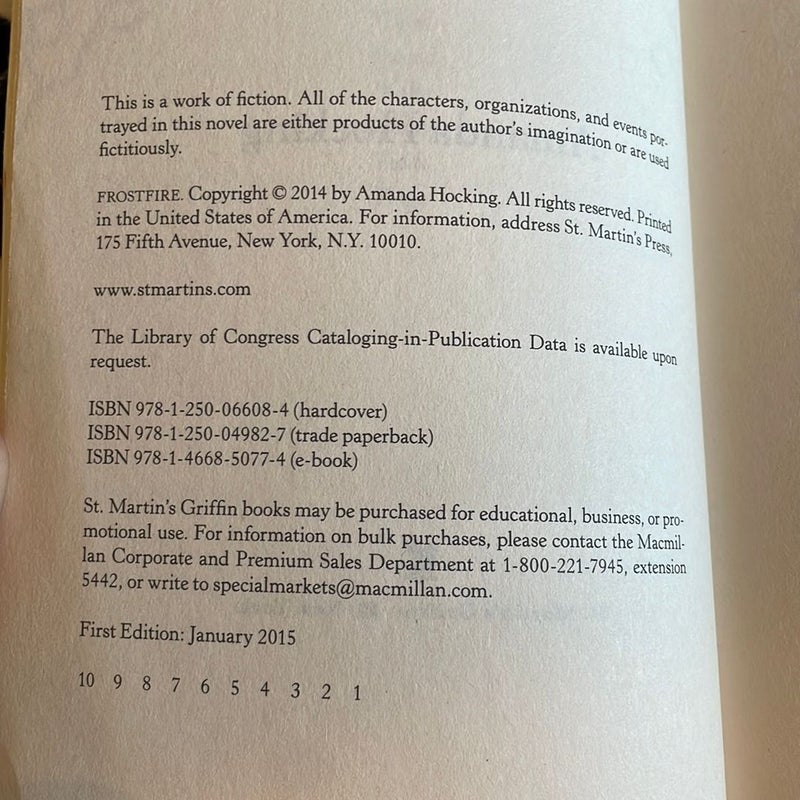 This is a work of fiction. All of the characters, organizations, and events por-
trayed in this novel are either products of the author's imagination or are used
fictitiously.
FROSTFIRE. Copyright © 2014 by Amanda Hocking. All rights reserved. Printed
in the United States of America. For information, address St. Martin's Press,
175 Fifth Avenue, New York, N.Y. 10010.
www.stmartins.com
The Library of Congress Cataloging-in-Publication Data is available upon
request.
ISBN 978-1-250-06608-4 (hardcover)
ISBN 978-1-250-04982-7 (trade paperback)
ISBN 978-1-4668-5077-4 (e-book)
St. Martin's Griffin books may be purchased for educational, business, or pro-
motional use. For information on bulk purchases, please contact the Macmil-
lan Corporate and Premium Sales Department at 1-800-221-7945, extension
5442, or write to specialmarkets@macmillan.com.
First Edition: January 2015
10 9 8 7 6 5 4 3 2 1